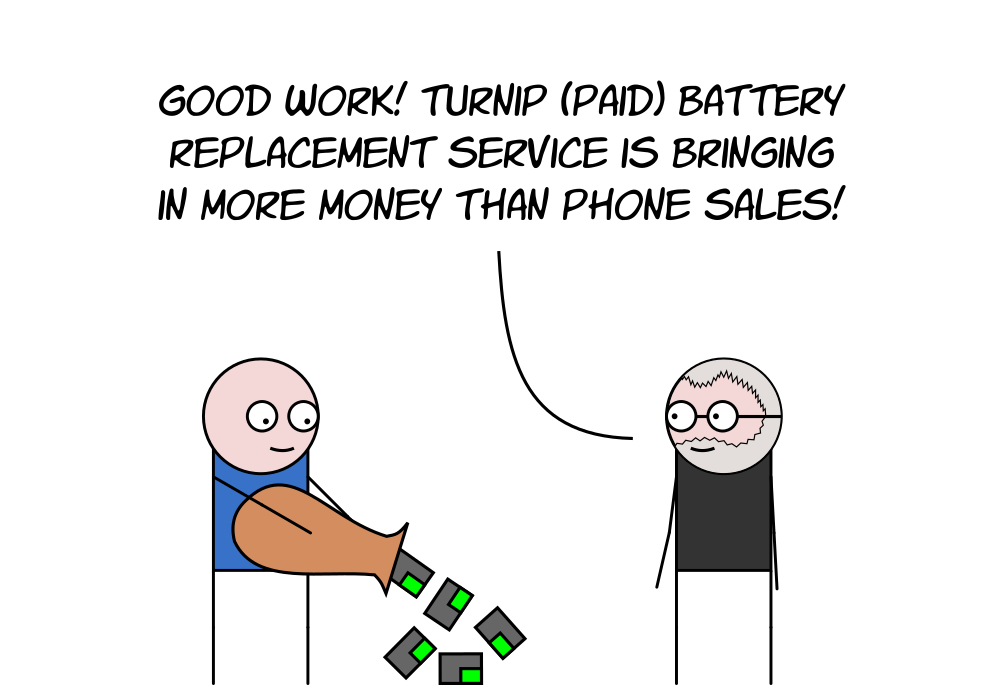 GOOD WORK! TURNIP (PAID) BATTERY
REPLACEMENT SERVICE IS BRINGING
IN MORE MONEY THAN PHONE SALES!